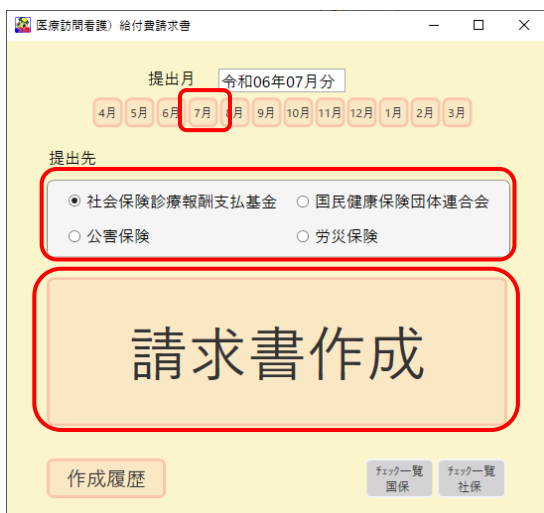 医療訪問看護）給付費請求書
提出月 令和06年07月分
4月 5月 6月 7月 8月 9月 10月 11月 12月 1月 2月 3月
提出先
社会保険診療報酬支払基金 国民健康保険団体連合会
公害保険 労災保険
請求書作成
作成履歴
ﾁｪｯｸ一覧 ﾁｪｯｸ一覧
国保 社保